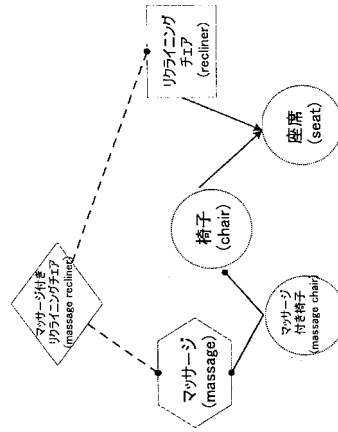 マッサージ付き
リクライニングチェア
(massage recliner)
リクライニング
チェア
(recliner)
マッサージ
(massage)
椅子
(chair)
座席
(seat)
マッサージ
付き椅子
(massage chair)